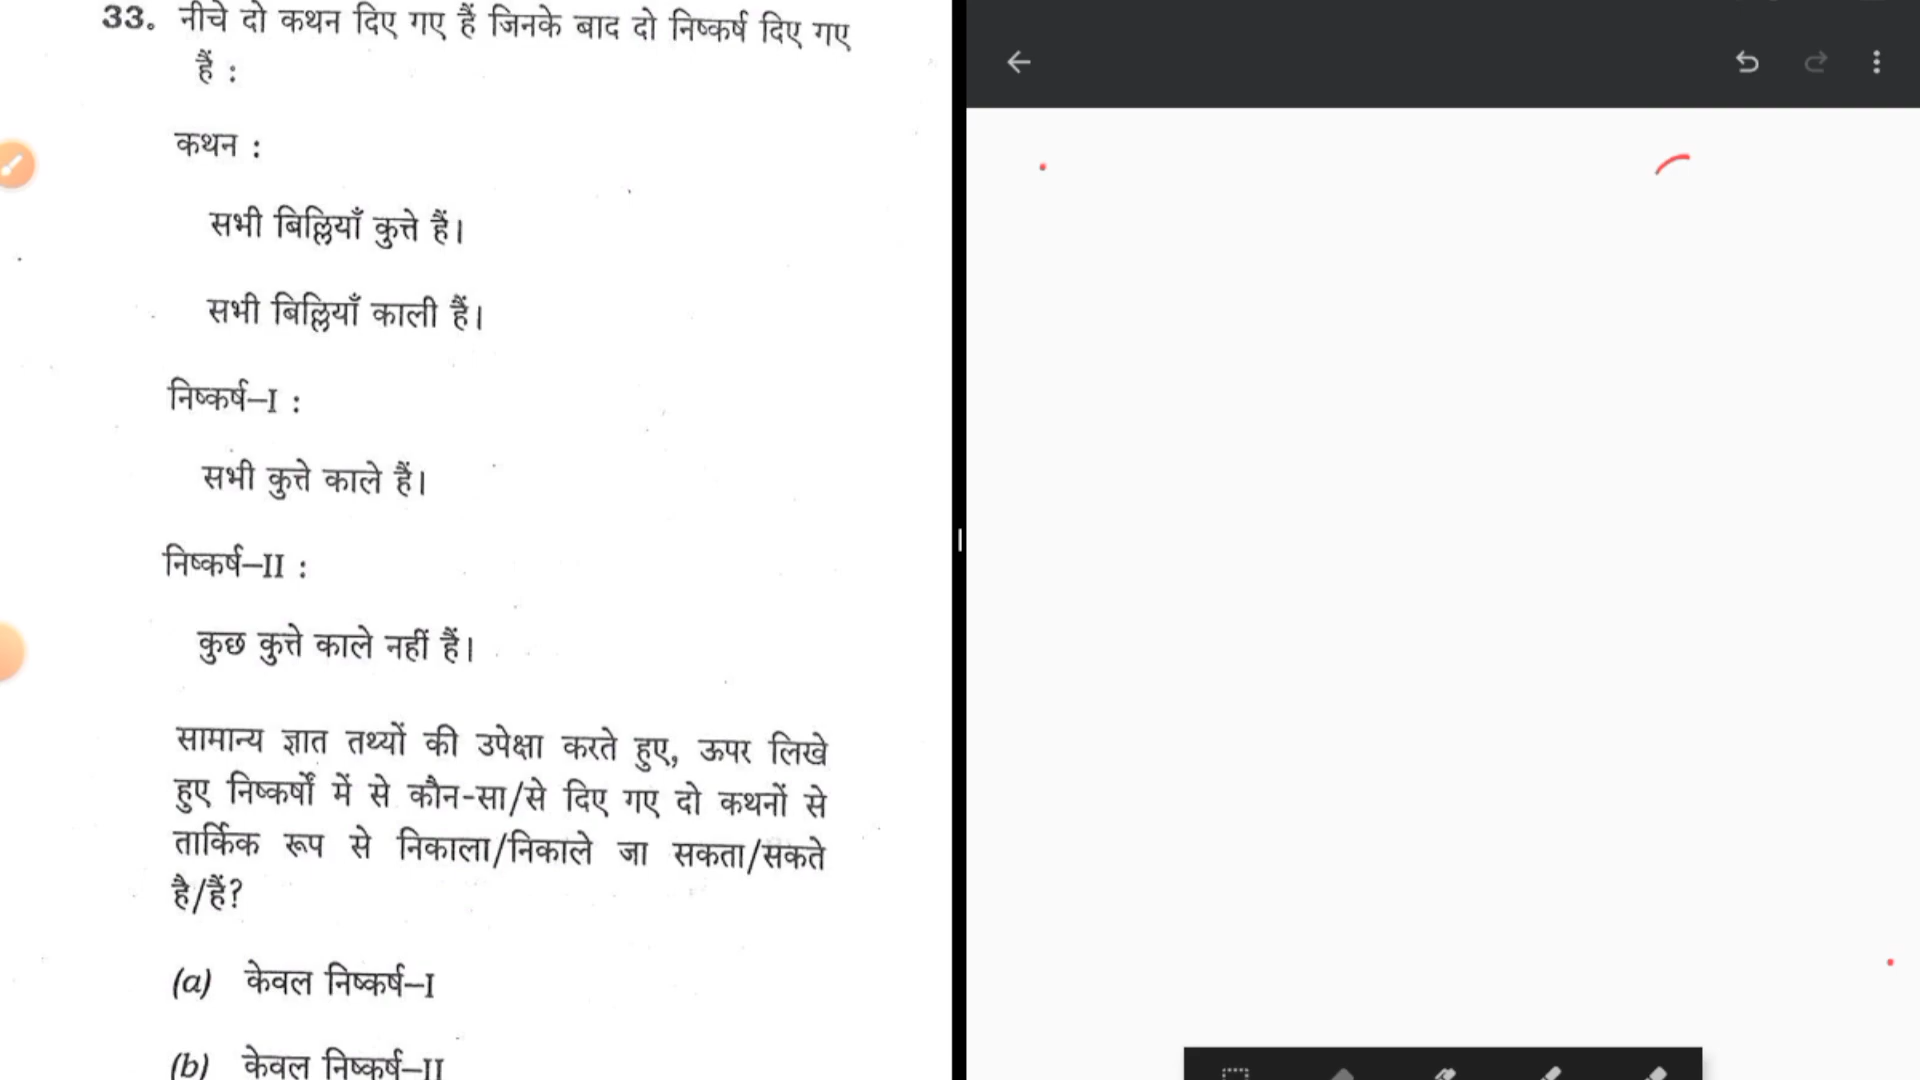 33. नीचे दो कथन दिए गए हैं जिनके बाद दो निष्कर्ष दिए गए
हैं :
कथन :
सभी बिल्लियाँ कुत्ते हैं।
सभी बिल्लियाँ काली हैं।
निष्कर्ष–I :
सभी कुत्ते काले हैं।
निष्कर्ष–II :
कुछ कुत्ते काले नहीं हैं।
सामान्य ज्ञात तथ्यों की उपेक्षा करते हुए, ऊपर लिखे
हुए निष्कर्षों में से कौन-सा/से दिए गए दो कथनों से
तार्किक रूप से निकाला/निकाले जा सकता/सकते
है/हैं?
(a) केवल निष्कर्ष–I
(b) केवल निष्कर्ष–II